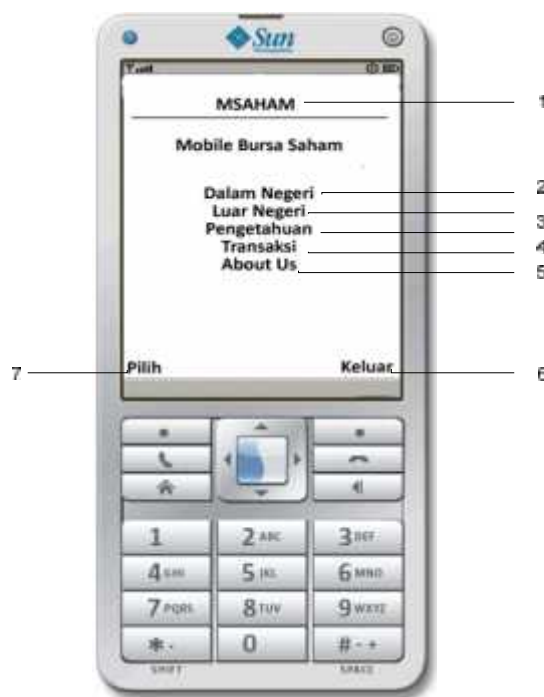 Sun
MSAHAM
1
Mobile Bursa Saham
Dalam Negeri
2
Luar Negeri
Pengetahuan
3
Transaksi
4
About Us
5
7
Pilih
Keluar
6
1
2 ABC
3 DEF
4 GHI
5 JKL
6 MNO
7 PQRS
8 TUV
9 WXYZ
* .
0
# - +
SHIFT
SPACE